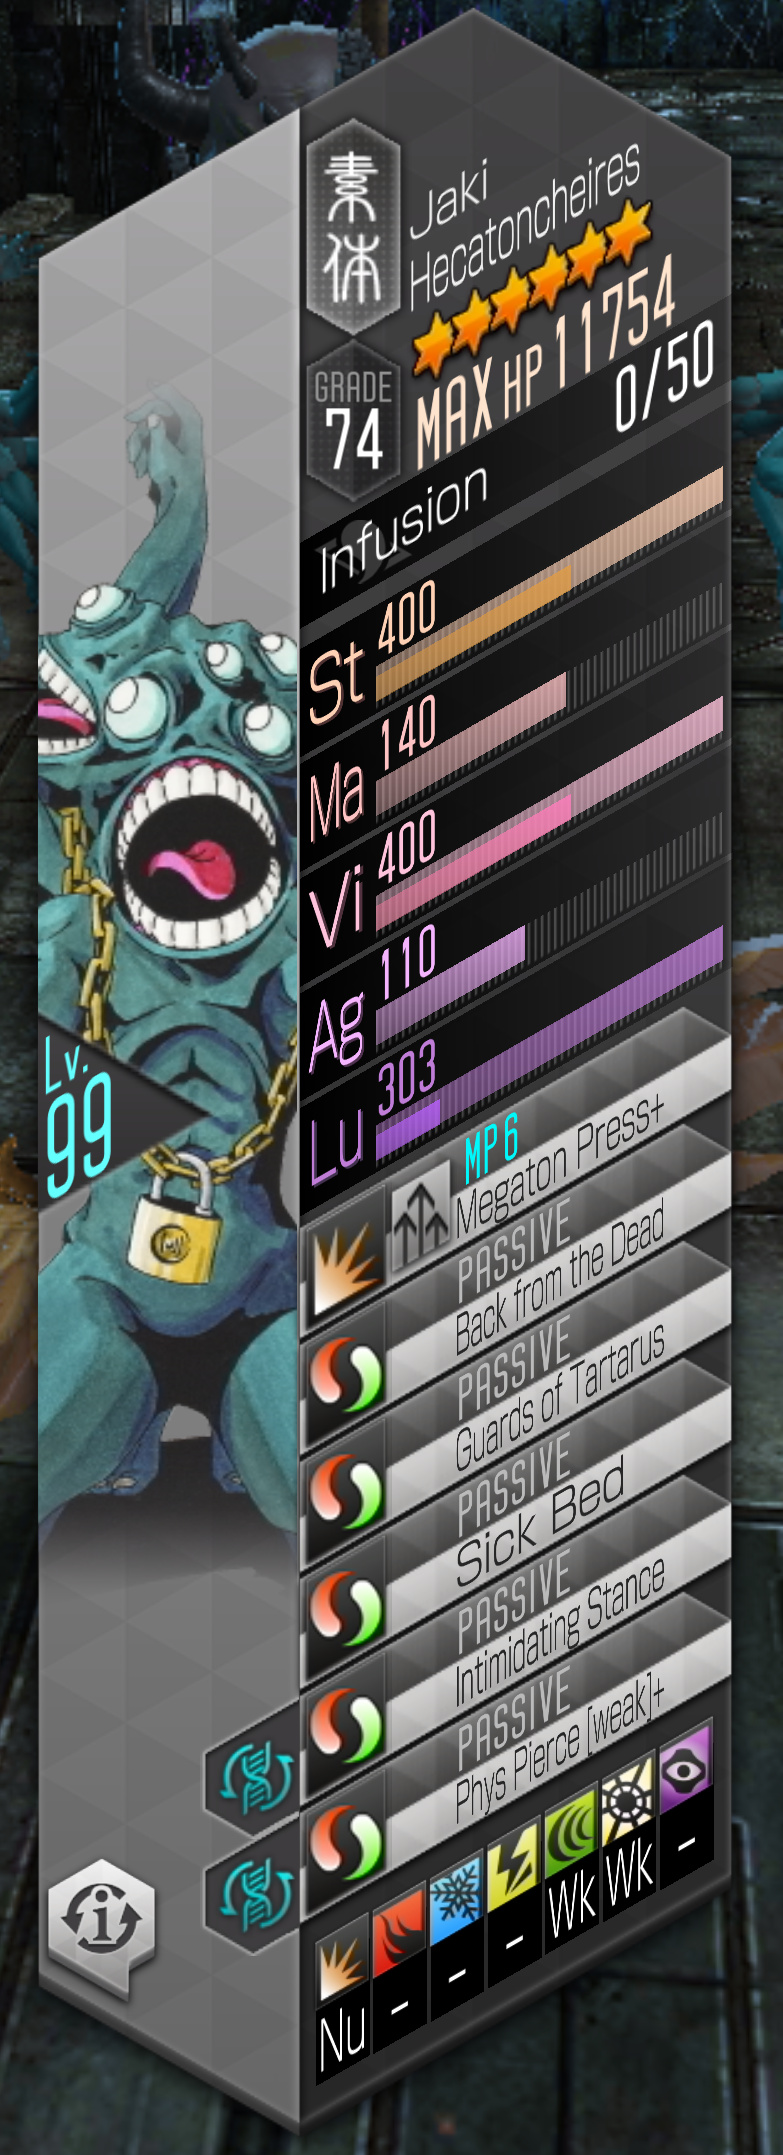 素体
Jaki
Hecatoncheires
MAX HP 11754
GRADE
74
0/50
Infusion
St 400
Ma 140
Vi 400
Ag 110
Lu 303
Lv.
99
MP 6
Megaton Press+
PASSIVE
Back from the Dead
PASSIVE
Guards of Tartarus
PASSIVE
Sick Bed
PASSIVE
Intimidating Stance
PASSIVE
Phys Pierce [weak]+
Nu - - - Wk Wk -